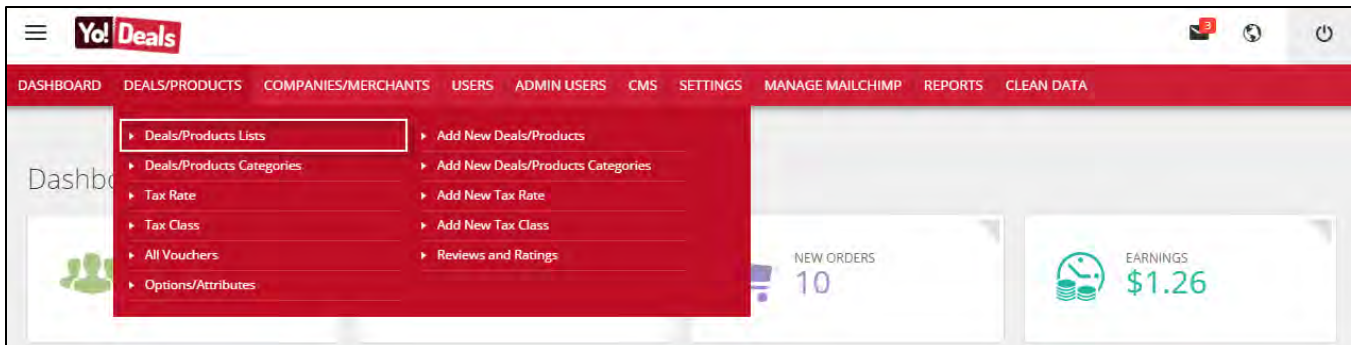 Yo! Deals
3
DASHBOARD DEALS/PRODUCTS COMPANIES/MERCHANTS USERS ADMIN USERS CMS SETTINGS MANAGE MAILCHIMP REPORTS CLEAN DATA
Deals/Products Lists
Add New Deals/Products
Deals/Products Categories
Add New Deals/Products Categories
Tax Rate
Add New Tax Rate
Tax Class
Add New Tax Class
All Vouchers
Reviews and Ratings
Options/Attributes
Dashbo
NEW ORDERS
10
EARNINGS
$1.26